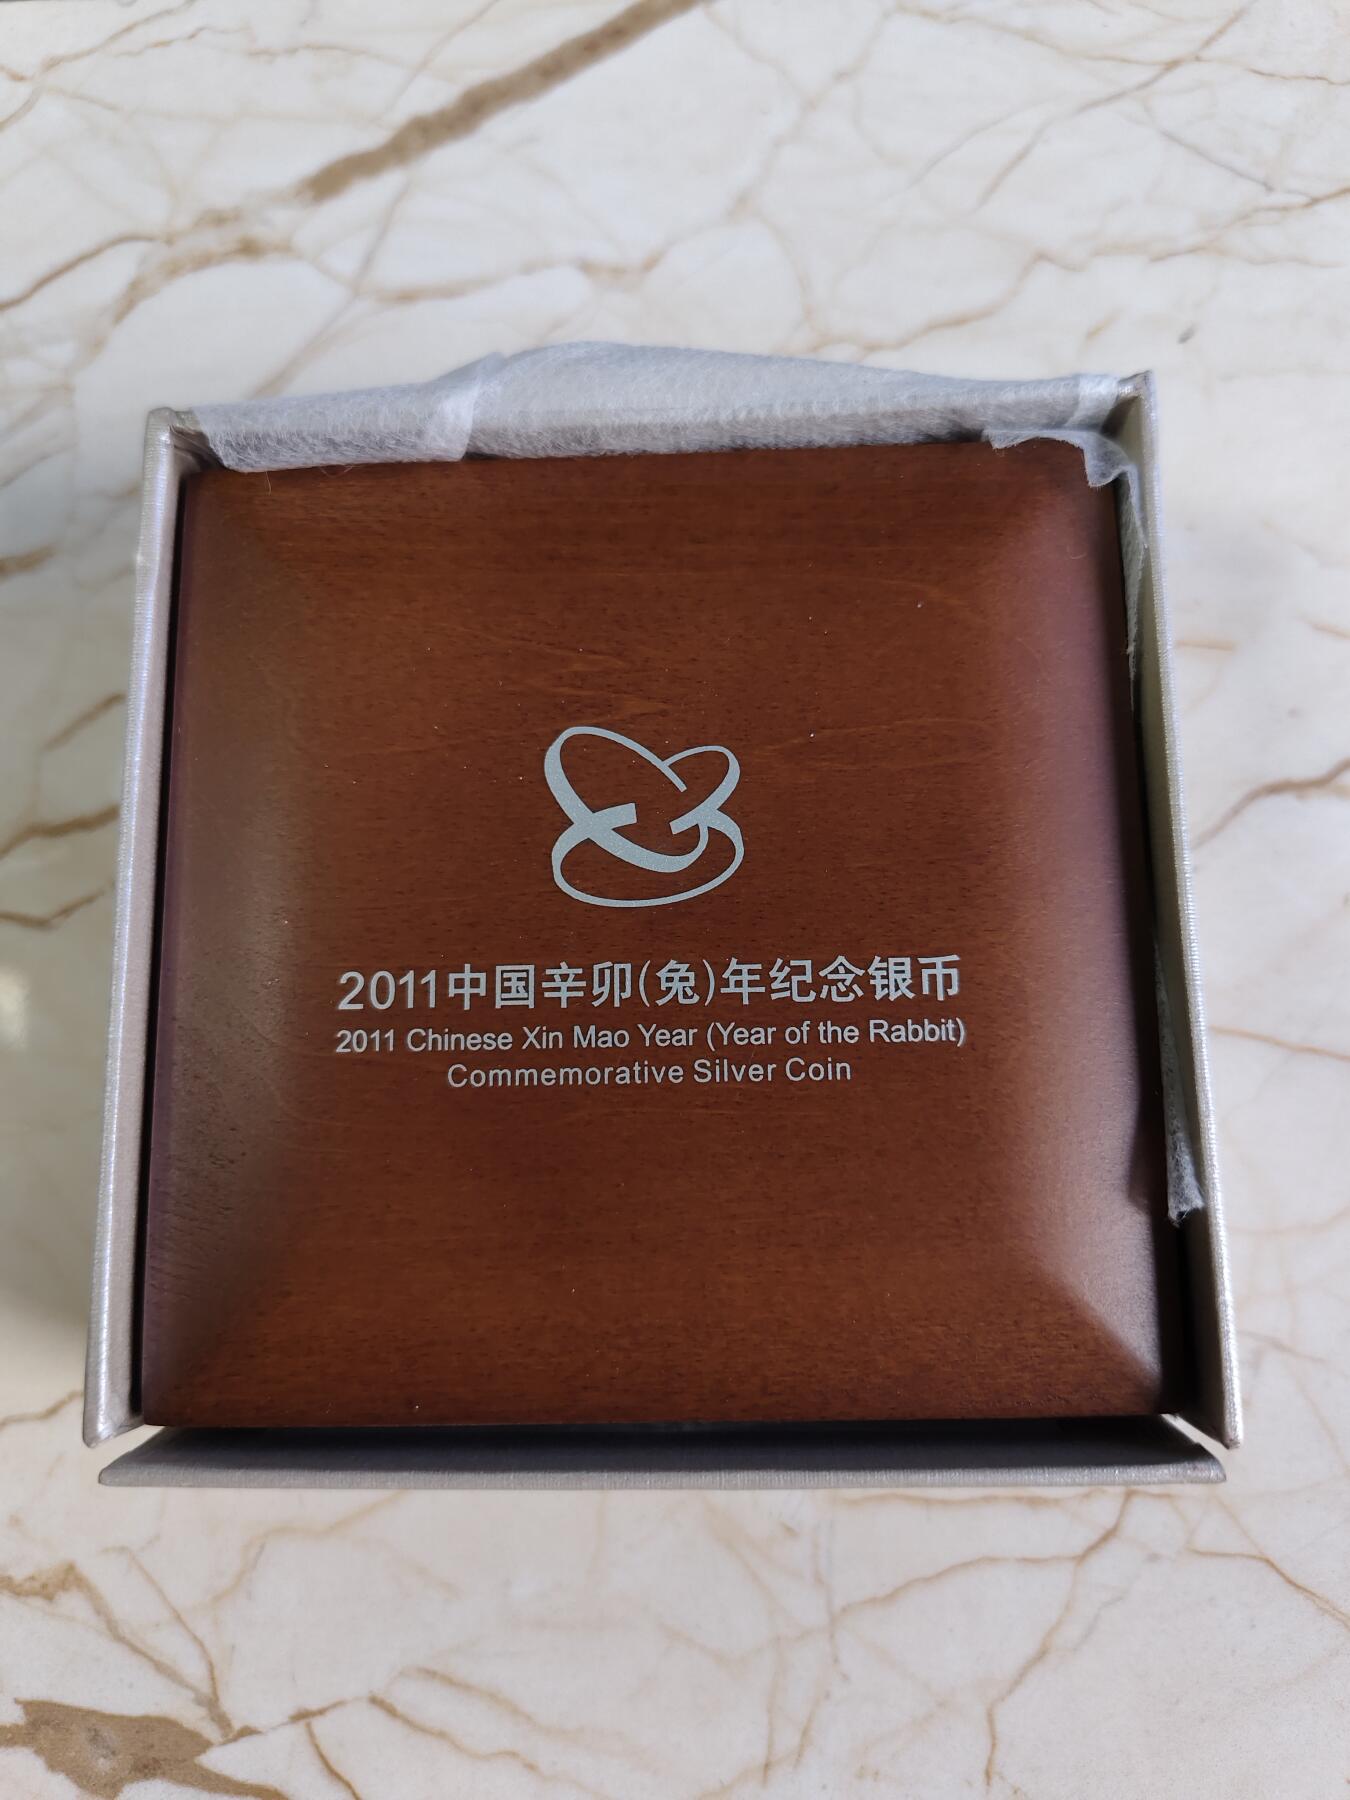 2011中国辛卯(兔)年纪念银币
2011 Chinese Xin Mao Year (Year of the Rabbit)
Commemorative Silver Coin